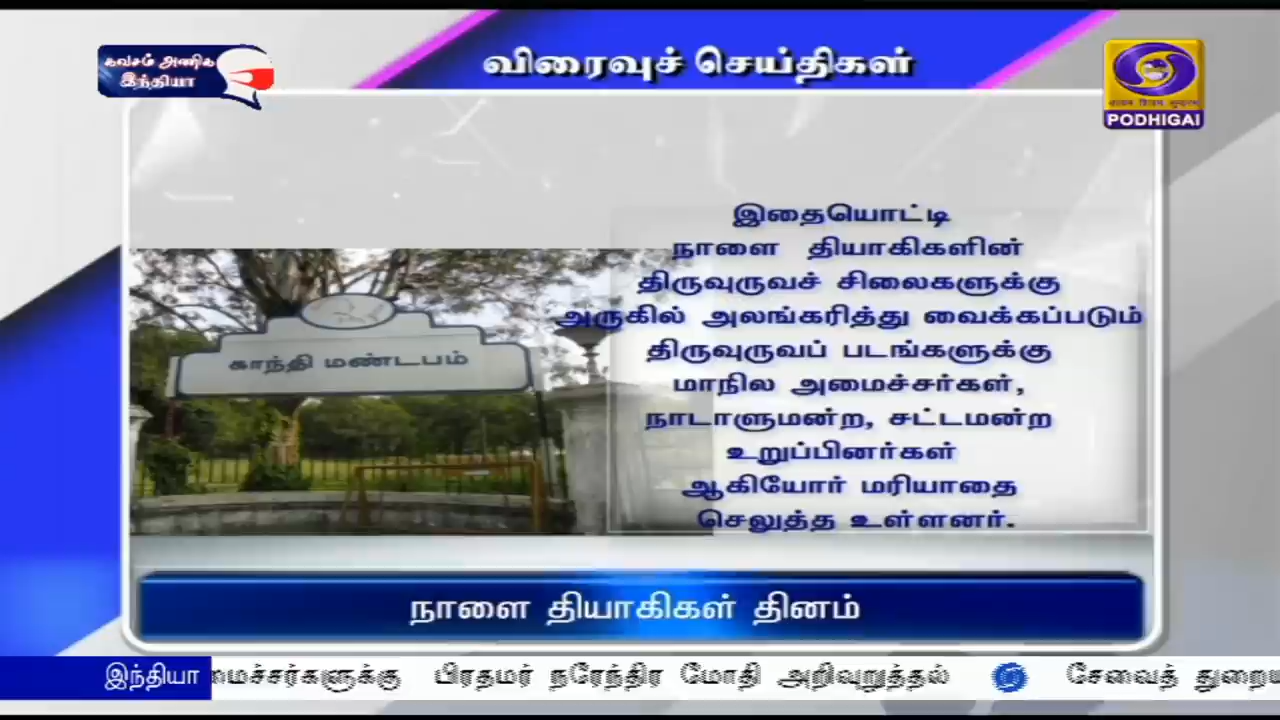 கவசம் அணிக
இந்தியா
விரைவுச் செய்திகள்
PODHIGAI
இதையொட்டி
நாளை தியாகிகளின்
திருவுருவச் சிலைகளுக்கு
அருகில் அலங்கரித்து வைக்கப்படும்
திருவுருவப் படங்களுக்கு
மாநில அமைச்சர்கள்,
நாடாளுமன்ற, சட்டமன்ற
உறுப்பினர்கள்
ஆகியோர் மரியாதை
செலுத்த உள்ளனர்.
காந்தி மண்டபம்
நாளை தியாகிகள் தினம்
இந்தியா மைச்சர்களுக்கு பிரதமர் நரேந்திர மோதி அறிவுறுத்தல் சேவைத் துறைய